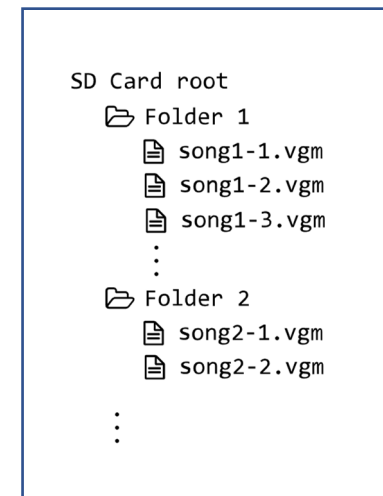 SD Card root
Folder 1
song1-1.vgm
song1-2.vgm
song1-3.vgm
⋮
Folder 2
song2-1.vgm
song2-2.vgm
⋮